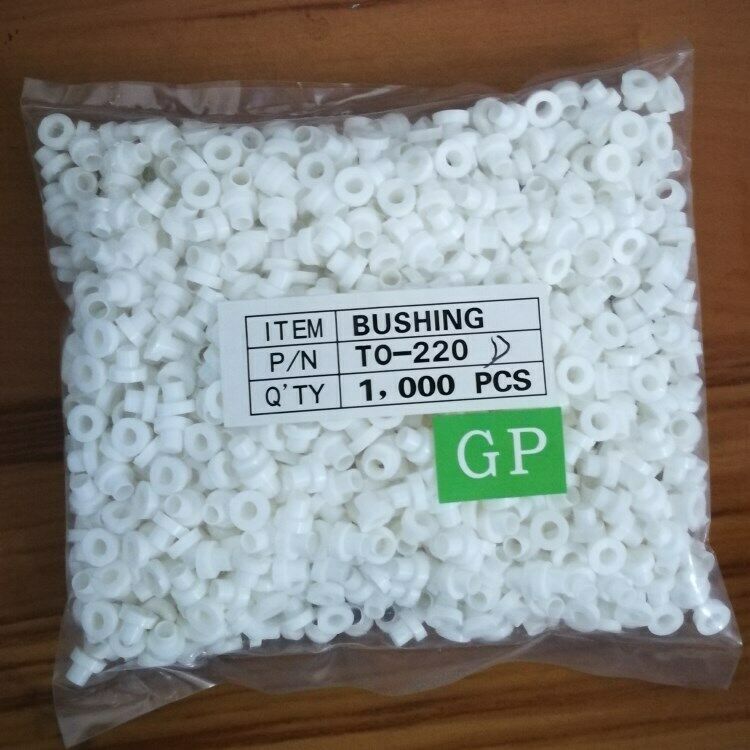 ITEM BUSHING
P/N TO-220 D
Q'TY 1,000 PCS
GP